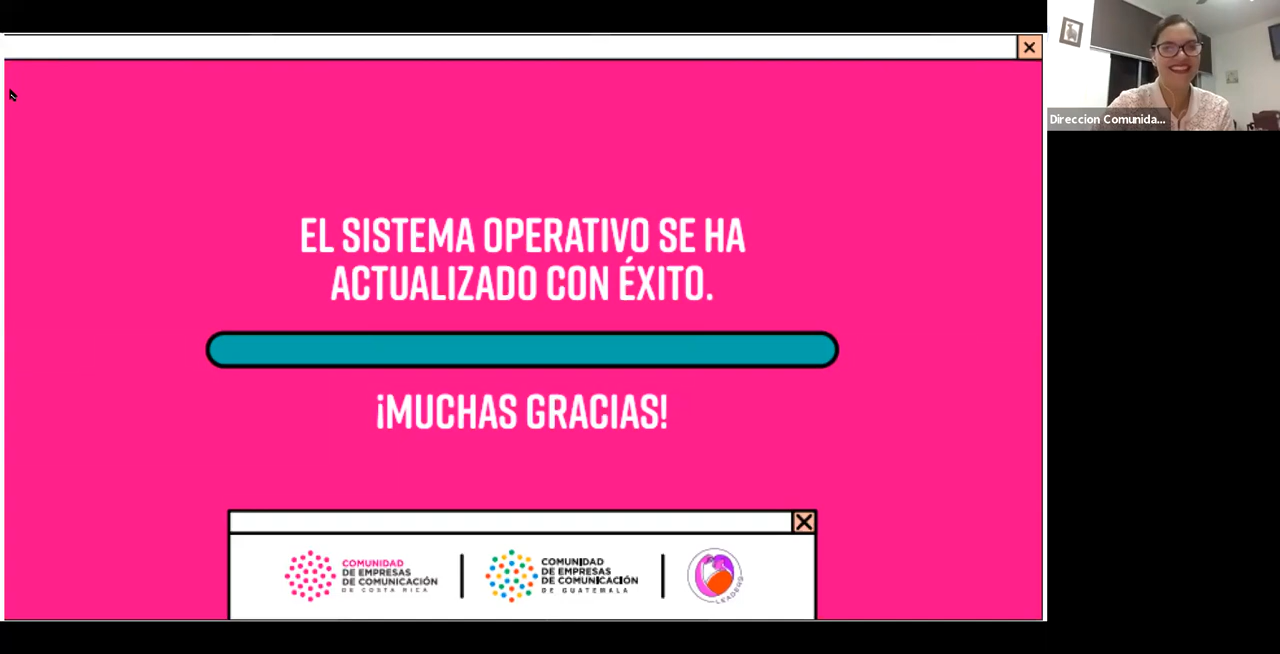 EL SISTEMA OPERATIVO SE HA
ACTUALIZADO CON ÉXITO.
¡MUCHAS GRACIAS!
COMUNIDAD
DE EMPRESAS
DE COMUNICACIÓN
DE COSTA RICA
COMUNIDAD
DE EMPRESAS
DE COMUNICACIÓN
DE GUATEMALA
LEADERS
Direccion Comunida...